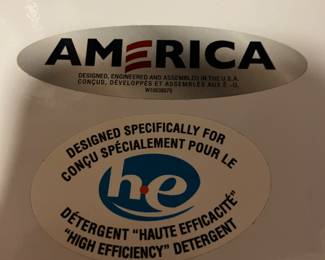 AMERICA
DESIGNED, ENGINEERED AND ASSEMBLED IN THE U.S.A.
CONÇUS, DÉVELOPPÉS ET ASSEMBLÉS AUX É.-U.
DESIGNED SPECIFICALLY FOR
CONÇU SPÉCIALEMENT POUR LE
he
DÉTERGENT "HAUTE EFFICACITÉ"
"HIGH EFFICIENCY" DETERGENT